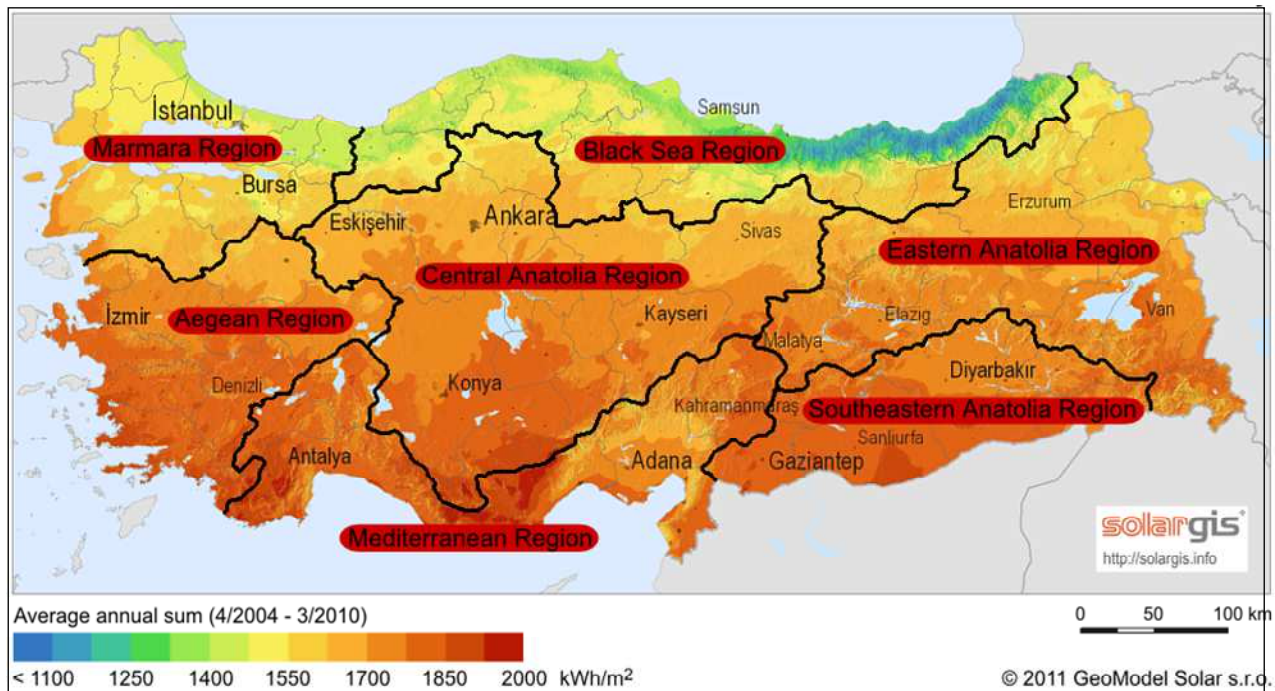 İstanbul
Samsun
Marmara Region
Black Sea Region
Bursa
Erzurum
Eskişehir
Ankara
Sivas
Eastern Anatolia Region
Central Anatolia Region
İzmir
Aegean Region
Kayseri
Elazig
Van
Malatya
Denizli
Konya
Diyarbakır
Kahramanmaraş
Southeastern Anatolia Region
Sanliurfa
Antalya
Adana
Gaziantep
Mediterranean Region
solargis
http://solargis.info
Average annual sum (4/2004 - 3/2010)
0 50 100 km
< 1100 1250 1400 1550 1700 1850 2000 kWh/m²
© 2011 GeoModel Solar s.r.o.